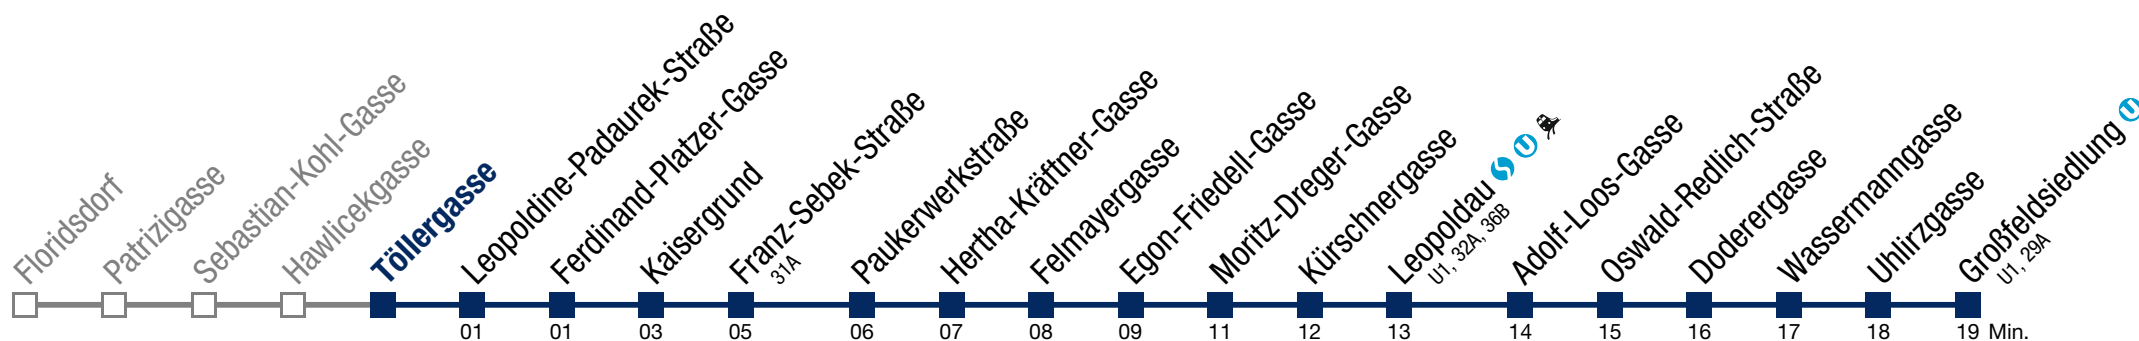 Floridsdorf
Patrizigasse
Sebastian-Kohl-Gasse
Hawlicekgasse
Töllergasse
Leopoldine-Padaurek-Straße
Ferdinand-Platzer-Gasse
Kaisergrund
Franz-Sebek-Straße
31A
Paukerwerkstraße
Hertha-Kräftner-Gasse
Felmayergasse
Egon-Friedell-Gasse
Moritz-Dreger-Gasse
Kürschnergasse
Leopoldau S U
U1, 32A, 36B
Adolf-Loos-Gasse
Oswald-Redlich-Straße
Doderergasse
Wassermanngasse
Uhlirzgasse
Großfeldsiedlung U
U1, 29A
01 01 03 05 06 07 08 09 11 12 13 14 15 16 17 18 19 Min.